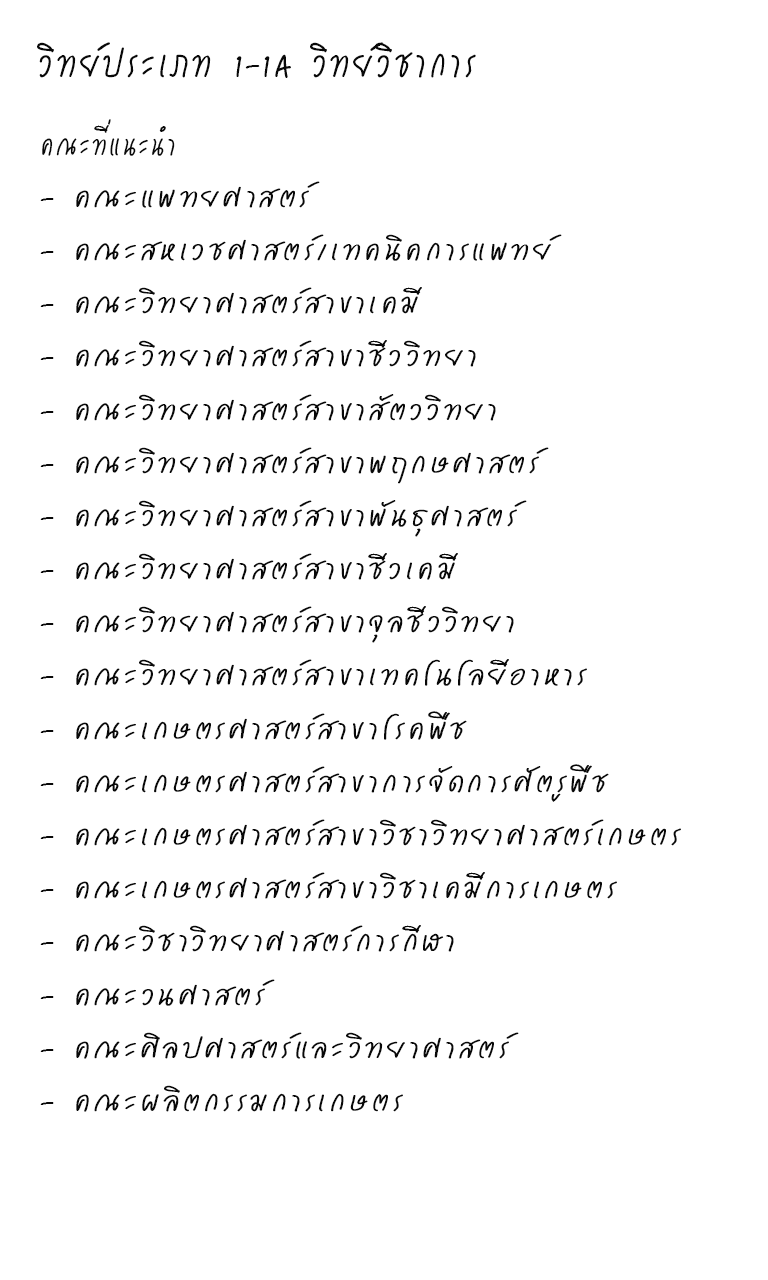 วิทย์ประเภท 1-1A วิทย์วิชาการ
คณะที่แนะนำ
- คณะแพทยศาสตร์
- คณะสหเวชศาสตร์/เทคนิคการแพทย์
- คณะวิทยาศาสตร์สาขาเคมี
- คณะวิทยาศาสตร์สาขาชีววิทยา
- คณะวิทยาศาสตร์สาขาสัตววิทยา
- คณะวิทยาศาสตร์สาขาพฤกษศาสตร์
- คณะวิทยาศาสตร์สาขาพันธุศาสตร์
- คณะวิทยาศาสตร์สาขาชีวเคมี
- คณะวิทยาศาสตร์สาขาจุลชีววิทยา
- คณะวิทยาศาสตร์สาขาเทคโนโลยีอาหาร
- คณะเกษตรศาสตร์สาขาโรคพืช
- คณะเกษตรศาสตร์สาขาการจัดการศัตรูพืช
- คณะเกษตรศาสตร์สาขาวิชาวิทยาศาสตร์เกษตร
- คณะเกษตรศาสตร์สาขาวิชาเคมีการเกษตร
- คณะวิชาวิทยาศาสตร์การกีฬา
- คณะวนศาสตร์
- คณะศิลปศาสตร์และวิทยาศาสตร์
- คณะผลิตกรรมการเกษตร